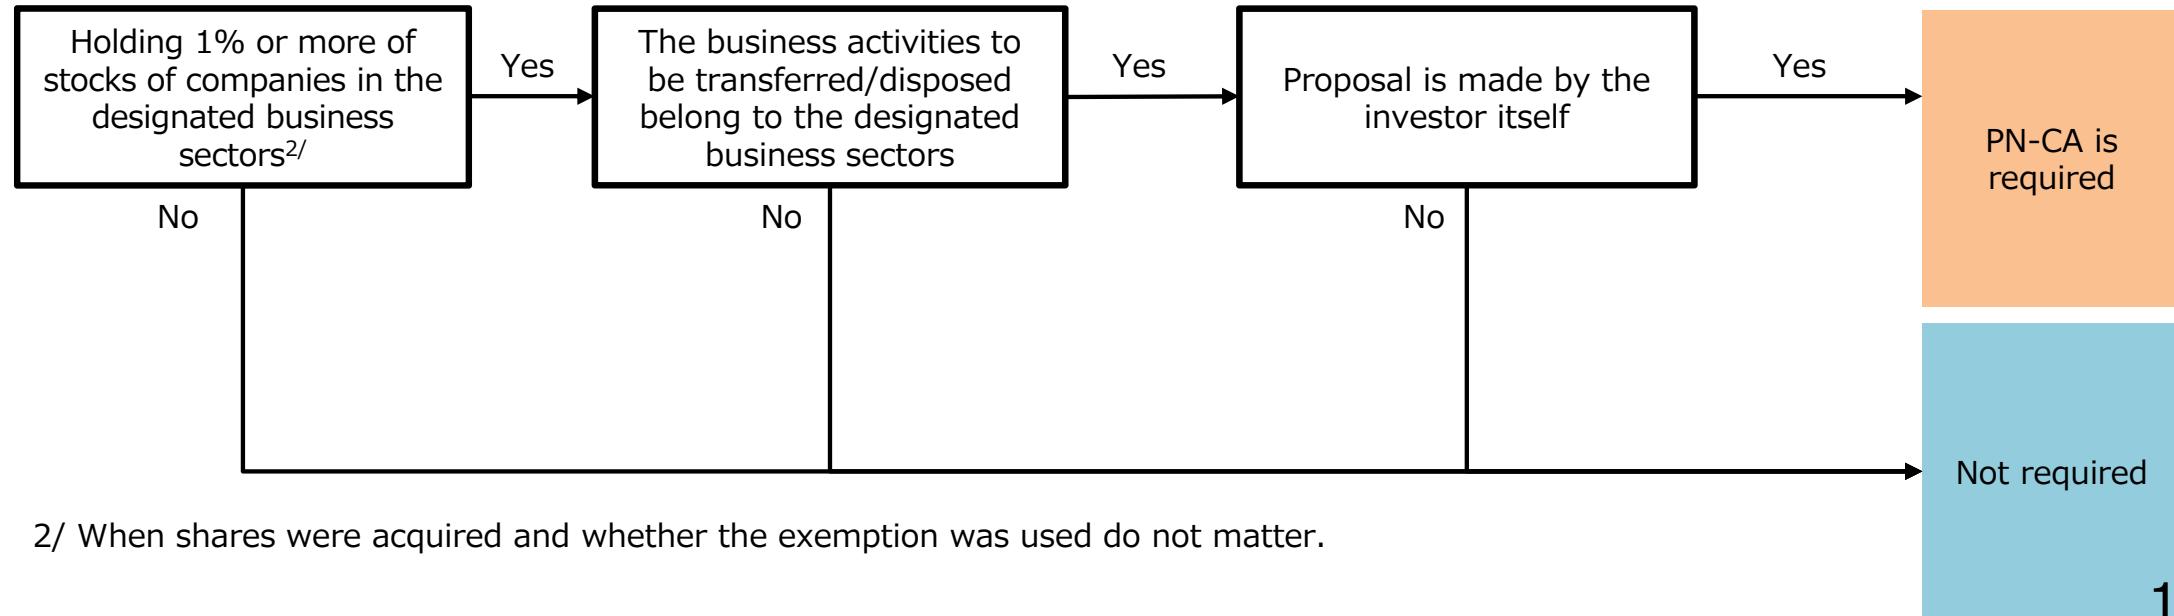 Holding 1% or more of
stocks of companies in the
designated business
sectors2/
Yes
The business activities to
be transferred/disposed
belong to the designated
business sectors
Yes
Proposal is made by the
investor itself
Yes
PN-CA is
required
No
No
No
Not required
2/ When shares were acquired and whether the exemption was used do not matter.
1